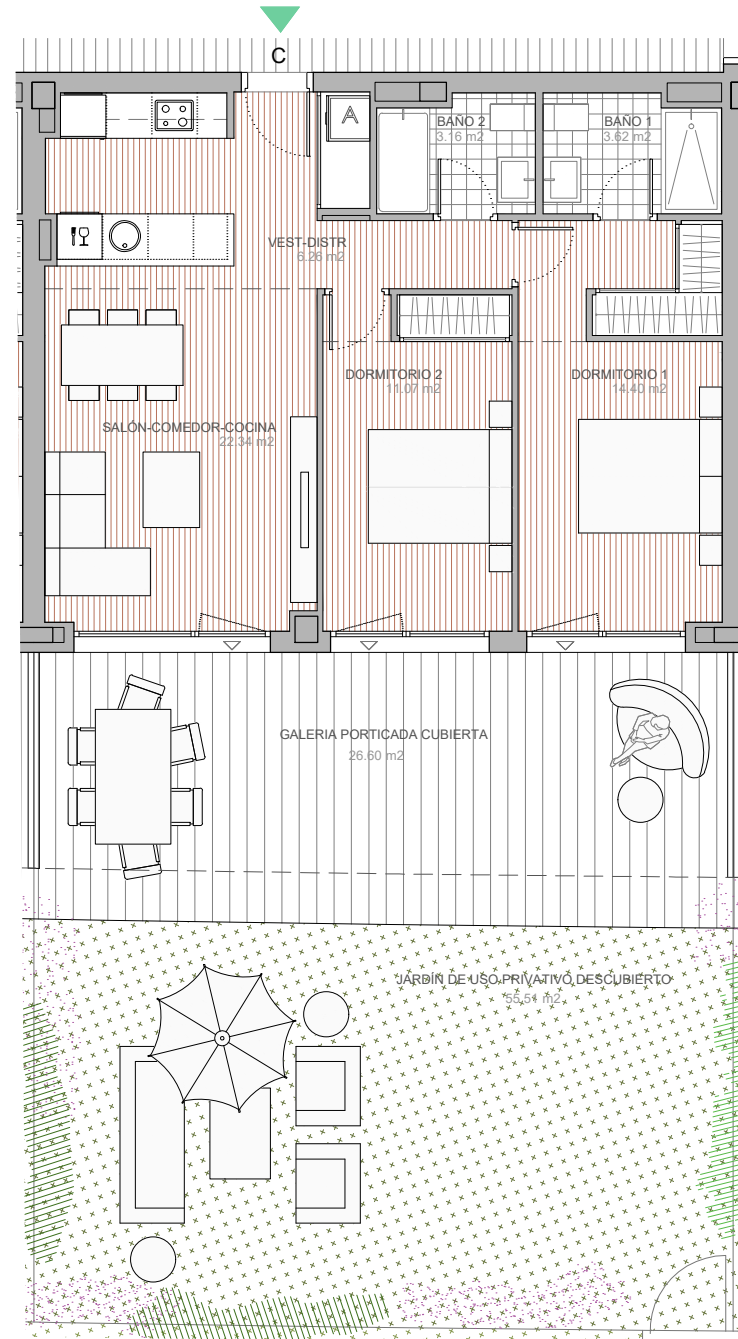 C
A
BAÑO 2
3.16 m2
BAÑO 1
3.62 m2
VEST-DISTR
6.26 m2
DORMITORIO 2
11.07 m2
DORMITORIO 1
14.40 m2
SALÓN-COMEDOR-COCINA
22.34 m2
GALERIA PORTICADA CUBIERTA
26.60 m2
JARDÍN DE USO PRIVATIVO DESCUBIERTO
55.51 m2